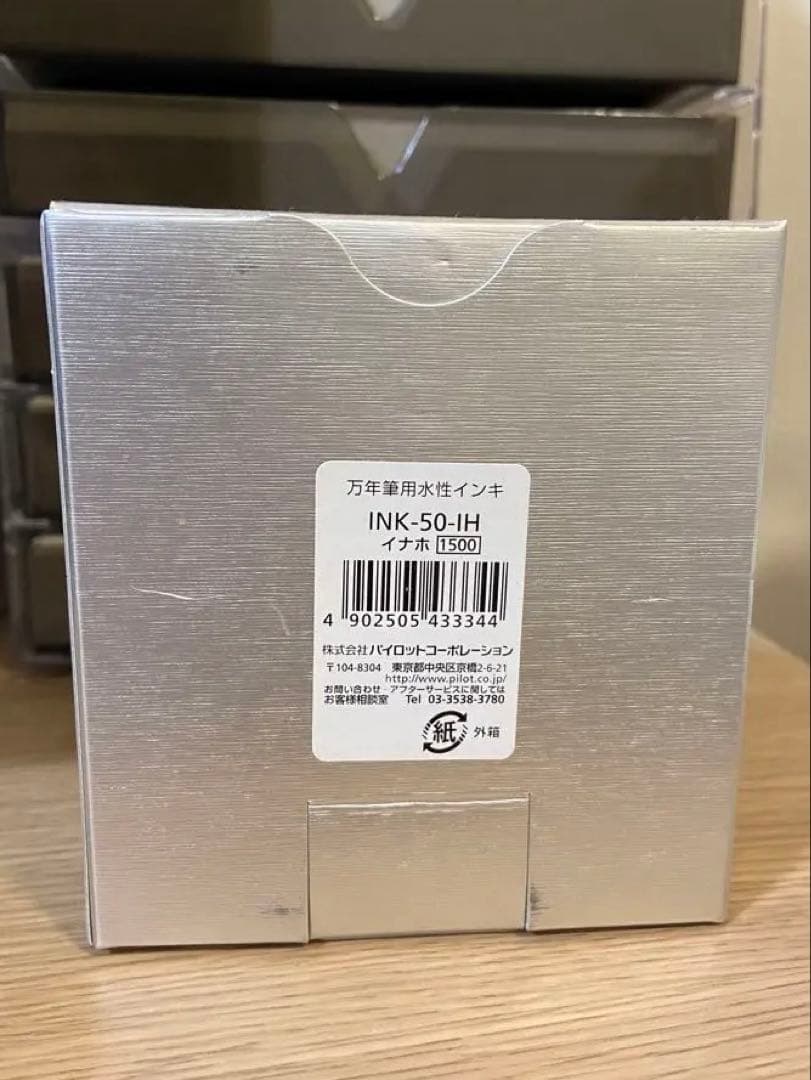 万年筆用水性インキ
INK-50-IH
イナホ 1500
4 902505 433344
株式会社パイロットコーポレーション
〒104-8304 東京都中央区京橋2-6-21
http://www.pilot.co.jp/
お問い合わせ・アフターサービスに関しては
お客様相談室 Tel 03-3538-3780
紙 外箱